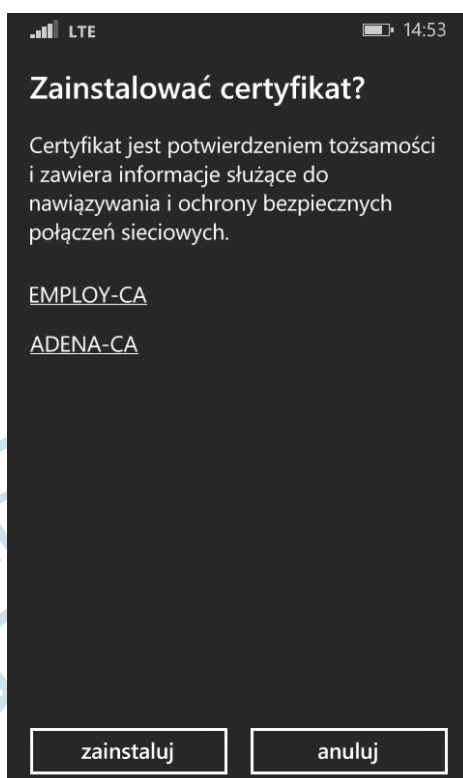 LTE 14:53
Zainstalować certyfikat?
Certyfikat jest potwierdzeniem tożsamości
i zawiera informacje służące do
nawiązywania i ochrony bezpiecznych
połączeń sieciowych.
EMPLOY-CA
ADENA-CA
zainstaluj anuluj